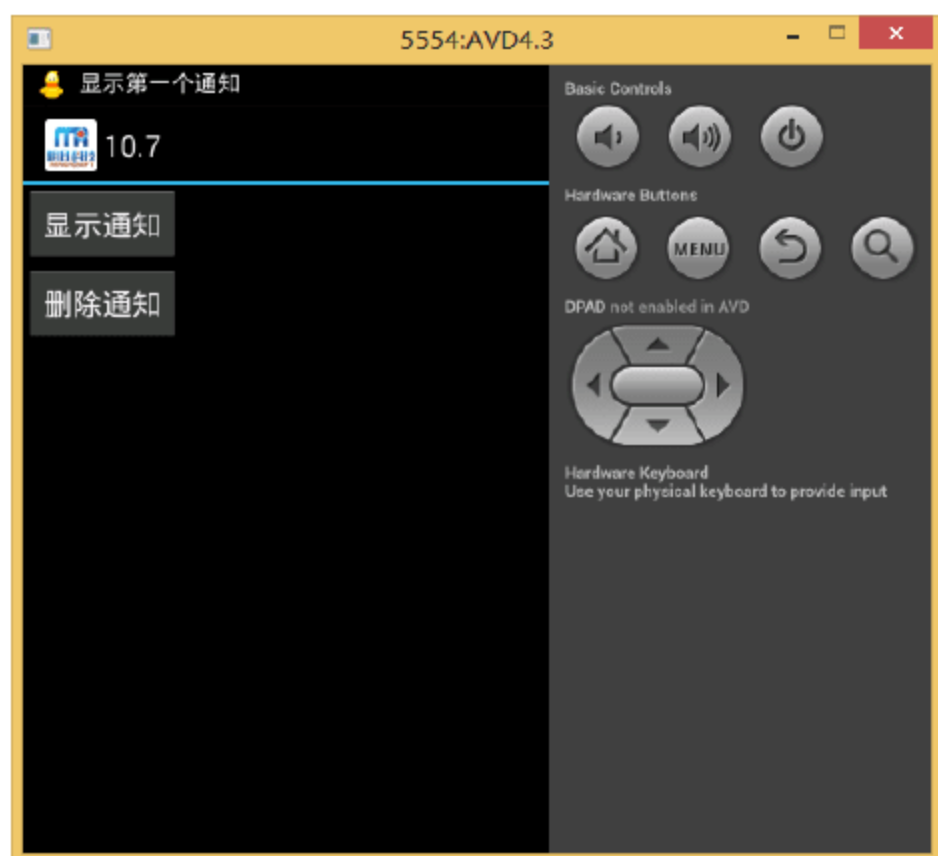 5554:AVD4.3
显示第一个通知
10.7
显示通知
删除通知
Basic Controls
Hardware Buttons
MENU
DPAD not enabled in AVD
Hardware Keyboard
Use your physical keyboard to provide input